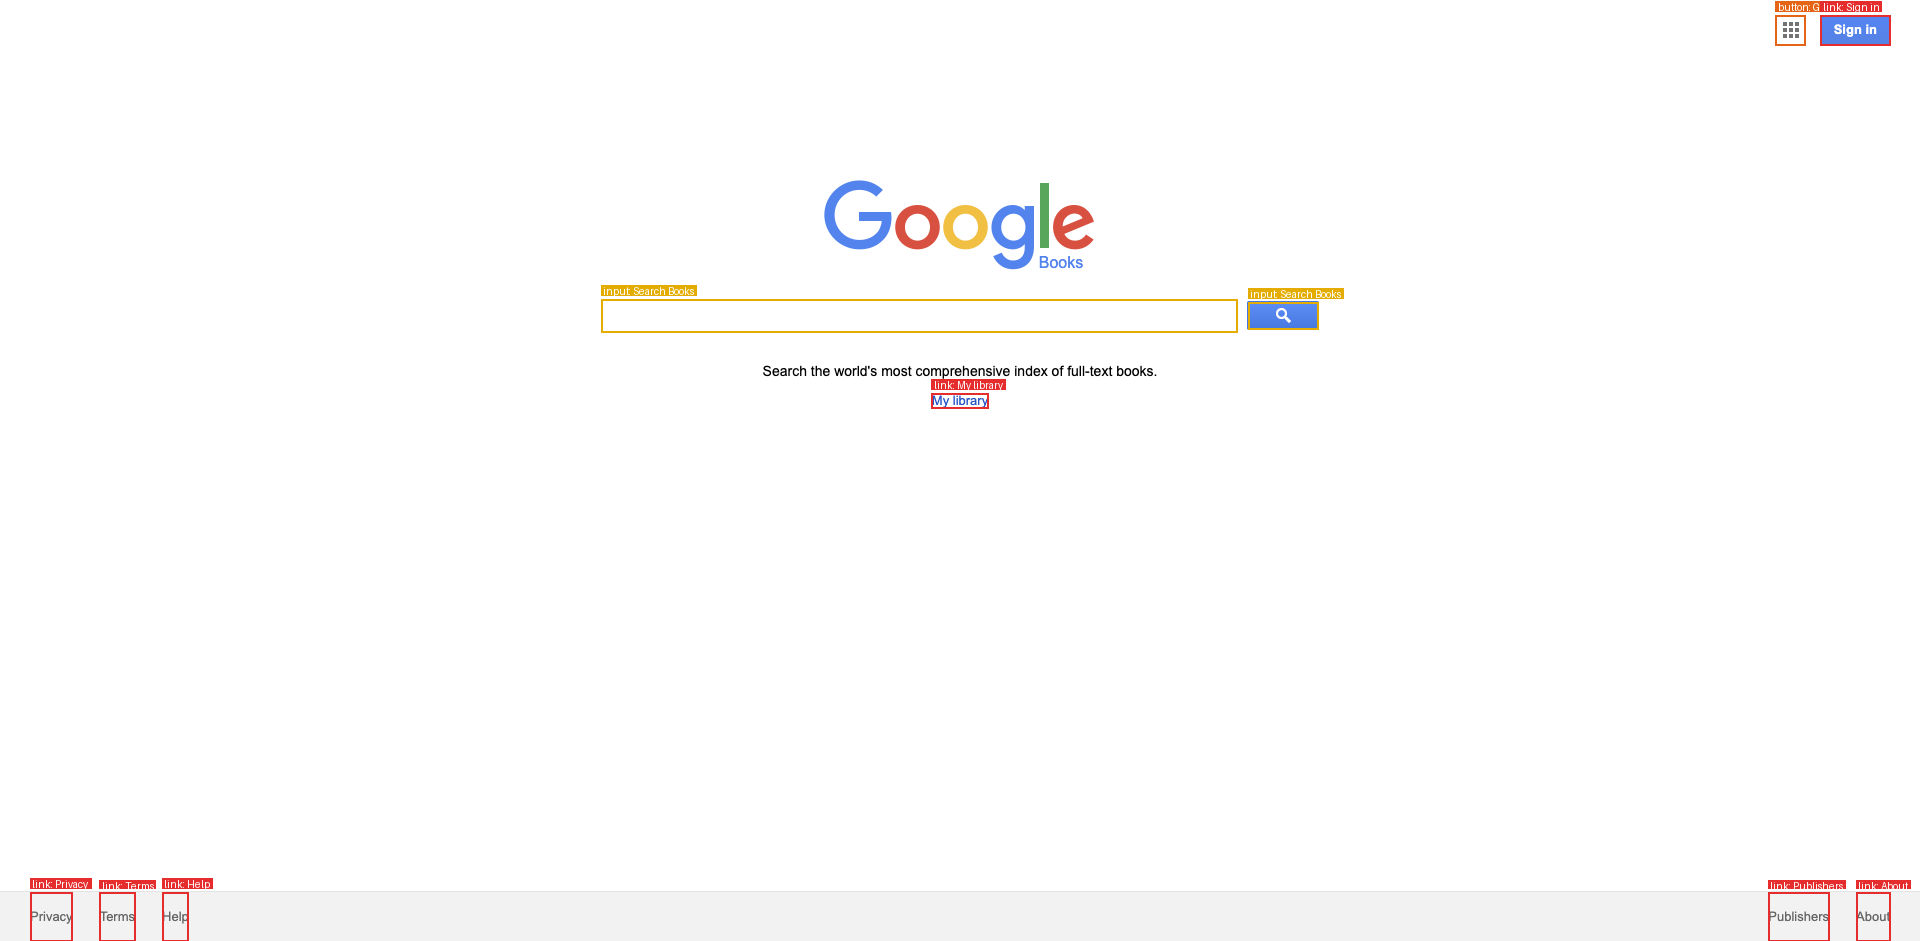 button: G link: Sign in
Sign in
Google
Books
input: Search Books
input: Search Books
Search the world's most comprehensive index of full-text books.
link: My library
My library
link: Privacy
link: Terms
link: Help
link: Publishers
link: About
Privacy
Terms
Help
Publishers
About